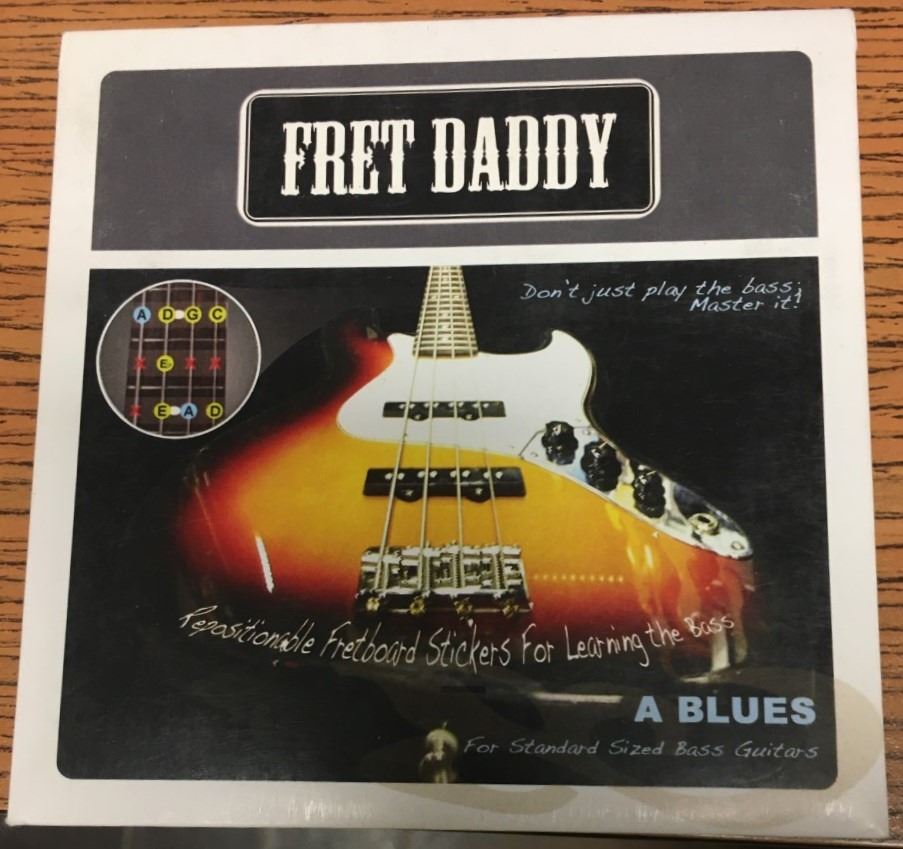 FRET DADDY
Don't just play the bass;
Master it!
A D G C
X E X X
X E A D
Repositionable Fretboard Stickers For Learning the Bass
A BLUES
For Standard Sized Bass Guitars